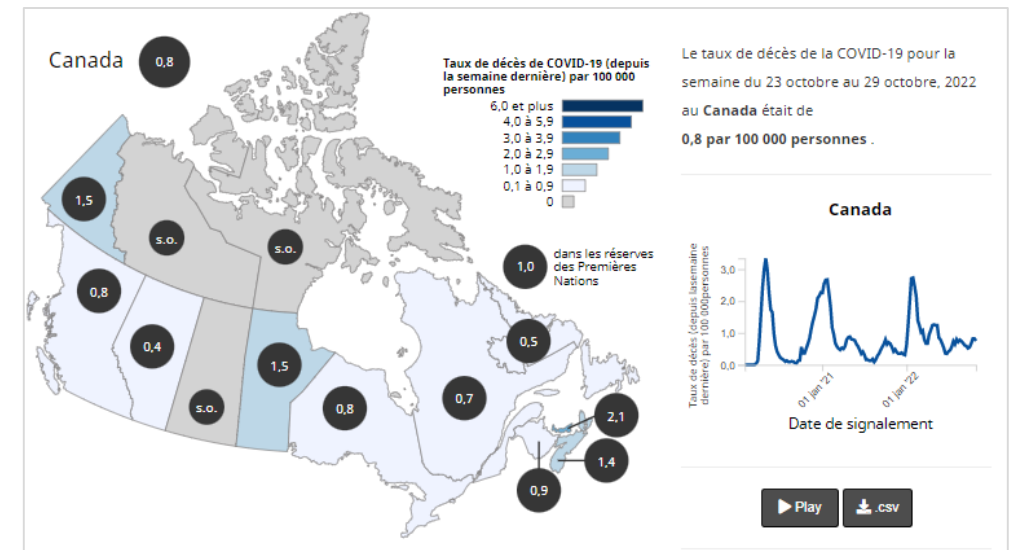 Canada
0,8
Taux de décès de COVID-19 (depuis
la semaine dernière) par 100 000
personnes
6,0 et plus
4,0 à 5,9
3,0 à 3,9
2,0 à 2,9
1,0 à 1,9
0,1 à 0,9
0
1,5
s.o.
s.o.
1,0
dans les réserves
des Premières
Nations
0,8
0,4
s.o.
1,5
0,8
0,7
0,5
2,1
1,4
0,9
Le taux de décès de la COVID-19 pour la
semaine du 23 octobre au 29 octobre, 2022
au Canada était de
0,8 par 100 000 personnes .
Canada
Taux de décès (depuis lasemaine
dernière) par 100 000personnes
3,0
2,0
1,0
0,0
01 jan '21
01 jan '22
Date de signalement
Play
.csv